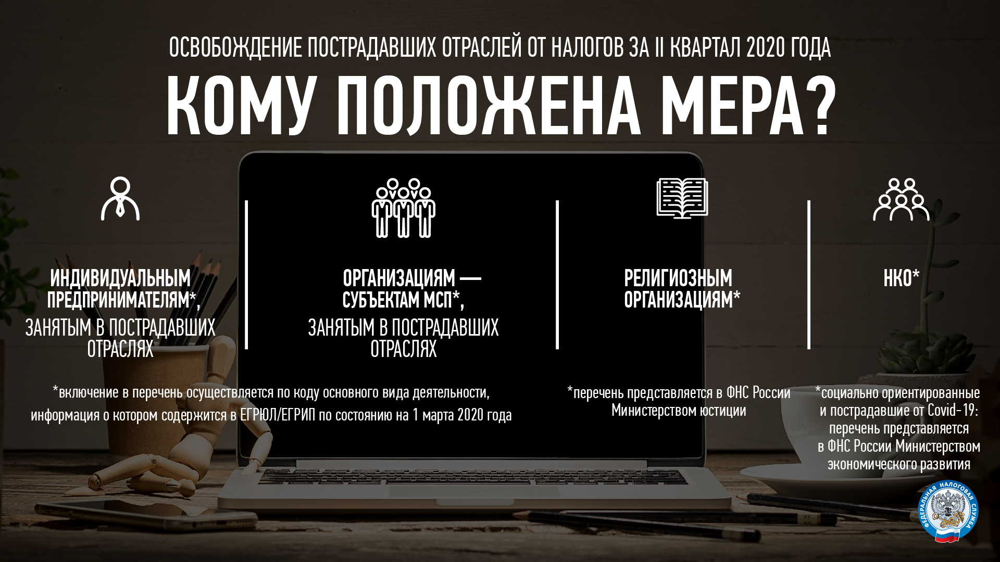 ОСВОБОЖДЕНИЕ ПОСТРАДАВШИХ ОТРАСЛЕЙ ОТ НАЛОГОВ ЗА II КВАРТАЛ 2020 ГОДА
КОМУ ПОЛОЖЕНА МЕРА?
ИНДИВИДУАЛЬНЫМ
ПРЕДПРИНИМАТЕЛЯМ*,
ЗАНЯТЫМ В ПОСТРАДАВШИХ
ОТРАСЛЯХ
ОРГАНИЗАЦИЯМ —
СУБЪЕКТАМ МСП*,
ЗАНЯТЫМ В ПОСТРАДАВШИХ
ОТРАСЛЯХ
*включение в перечень осуществляется по коду основного вида деятельности,
информация о котором содержится в ЕГРЮЛ/ЕГРИП по состоянию на 1 марта 2020 года
РЕЛИГИОЗНЫМ
ОРГАНИЗАЦИЯМ*
*перечень представляется в ФНС России
Министерством юстиции
НКО*
*социально ориентированные
и пострадавшие от Covid-19:
перечень представляется
в ФНС России Министерством
экономического развития
ФЕДЕРАЛЬНАЯ НАЛОГОВАЯ СЛУЖБА